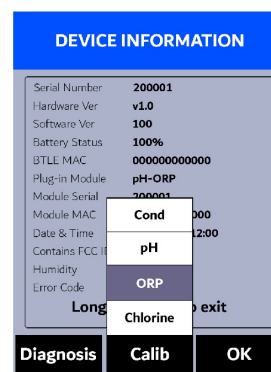 DEVICE INFORMATION
Serial Number 200001
Hardware Ver v1.0
Software Ver 100
Battery Status 100%
BTLE MAC 000000000000
Plug-in Module pH-ORP
Module Serial 200001
Module MAC 000
Date & Time 12:00
Contains FCC
Humidity
Error Code
Cond
pH
ORP
Chlorine
Long exit
Diagnosis Calib OK